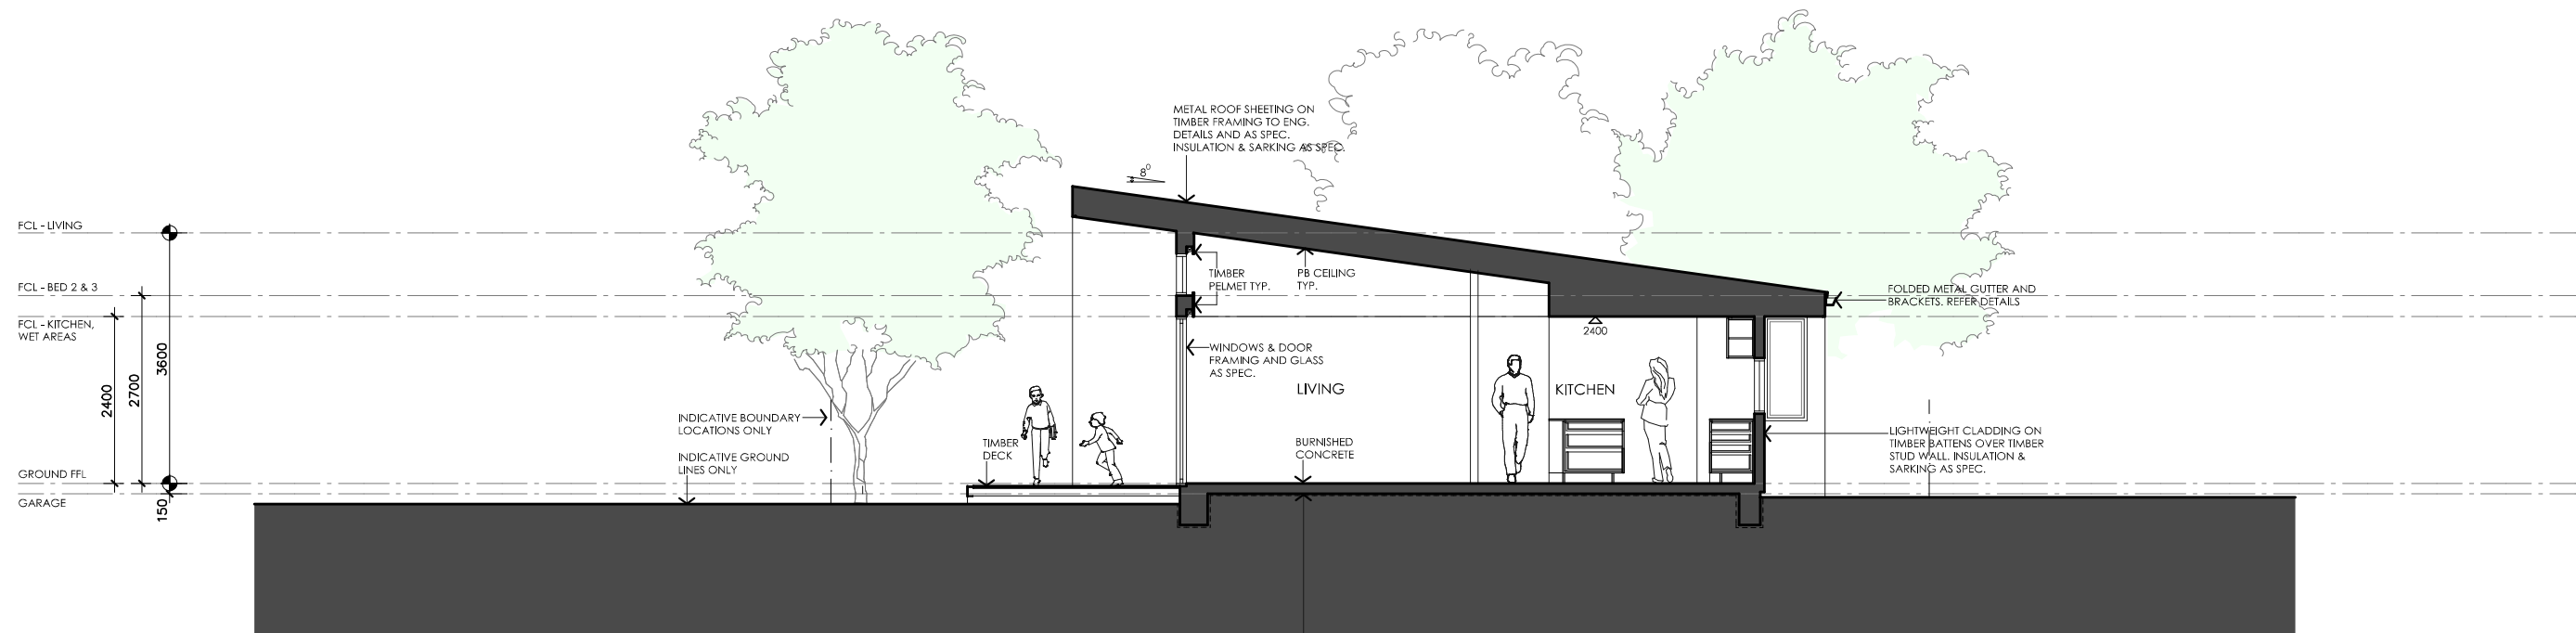 METAL ROOF SHEETING ON
TIMBER FRAMING TO ENG.
DETAILS AND AS SPEC.
INSULATION & SARKING AS SPEC.
8°
FCL - LIVING
FCL - BED 2 & 3
FCL - KITCHEN,
WET AREAS
2400
2700
3600
GROUND FFL
GARAGE
150
TIMBER
PELMET TYP.
PB CEILING
TYP.
FOLDED METAL GUTTER AND
BRACKETS. REFER DETAILS
2400
WINDOWS & DOOR
FRAMING AND GLASS
AS SPEC.
LIVING
KITCHEN
INDICATIVE BOUNDARY
LOCATIONS ONLY
INDICATIVE GROUND
LINES ONLY
TIMBER
DECK
BURNISHED
CONCRETE
LIGHTWEIGHT CLADDING ON
TIMBER BATTENS OVER TIMBER
STUD WALL. INSULATION &
SARKING AS SPEC.